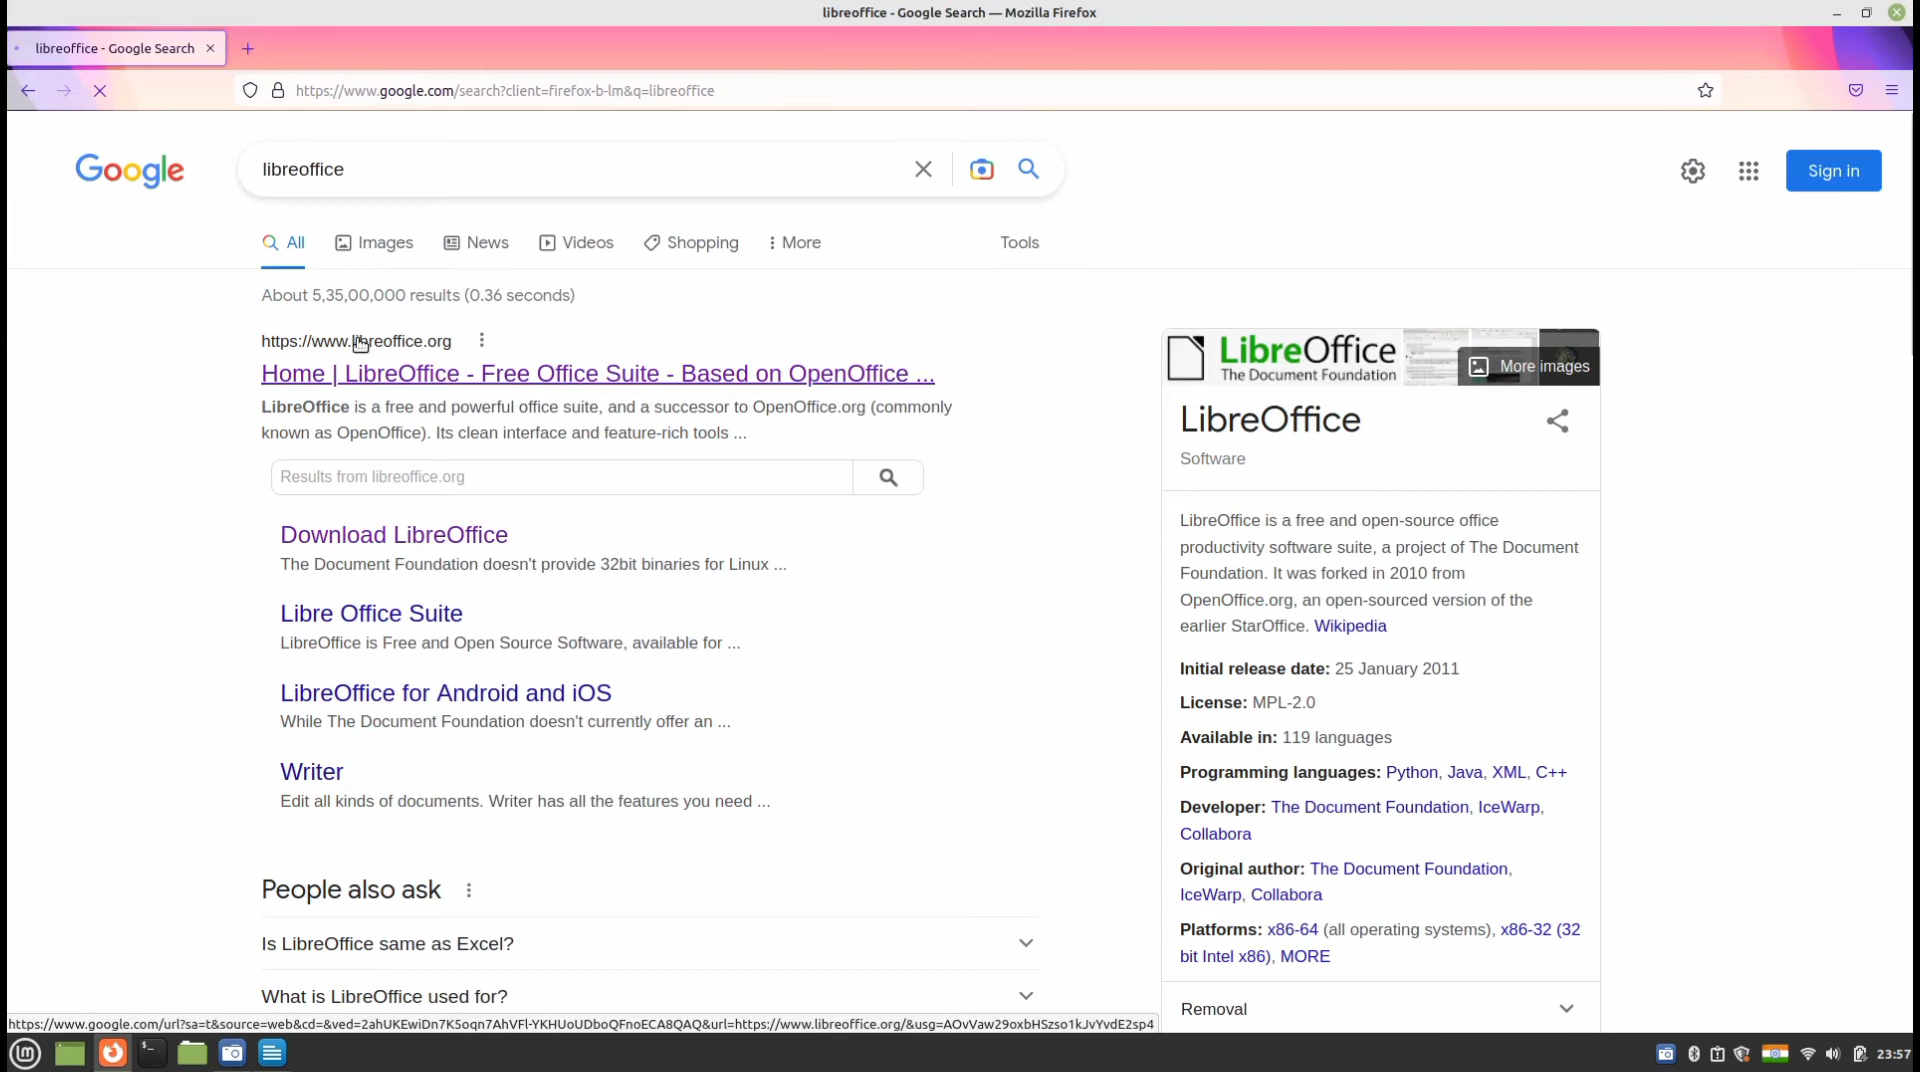 libreoffice - Google Search — Mozilla Firefox
libreoffice - Google Search
https://www.google.com/search?client=firefox-b-lm&q=libreoffice
Google
libreoffice
Sign in
All
Images
News
Videos
Shopping
More
Tools
About 5,35,00,000 results (0.36 seconds)
https://www.libreoffice.org
Home | LibreOffice - Free Office Suite - Based on OpenOffice ...
LibreOffice is a free and powerful office suite, and a successor to OpenOffice.org (commonly
known as OpenOffice). Its clean interface and feature-rich tools ...
Results from libreoffice.org
Download LibreOffice
The Document Foundation doesn't provide 32bit binaries for Linux ...
Libre Office Suite
LibreOffice is Free and Open Source Software, available for ...
LibreOffice for Android and iOS
While The Document Foundation doesn't currently offer an ...
Writer
Edit all kinds of documents. Writer has all the features you need ...
People also ask
Is LibreOffice same as Excel?
What is LibreOffice used for?
LibreOffice
The Document Foundation
More images
LibreOffice
Software
LibreOffice is a free and open-source office
productivity software suite, a project of The Document
Foundation. It was forked in 2010 from
OpenOffice.org, an open-sourced version of the
earlier StarOffice. Wikipedia
Initial release date: 25 January 2011
License: MPL-2.0
Available in: 119 languages
Programming languages: Python, Java, XML, C++
Developer: The Document Foundation, IceWarp,
Collabora
Original author: The Document Foundation,
IceWarp, Collabora
Platforms: x86-64 (all operating systems), x86-32 (32
bit Intel x86), MORE
Removal
https://www.google.com/url?sa=t&source=web&cd=&ved=2ahUKEwiDn7K5oqn7AhVFl-YKHUoUDboQFnoECA8QAQ&url=https://www.libreoffice.org/&usg=AOvVaw29oxbHSzso1kJvYvdE2sp4
23:57